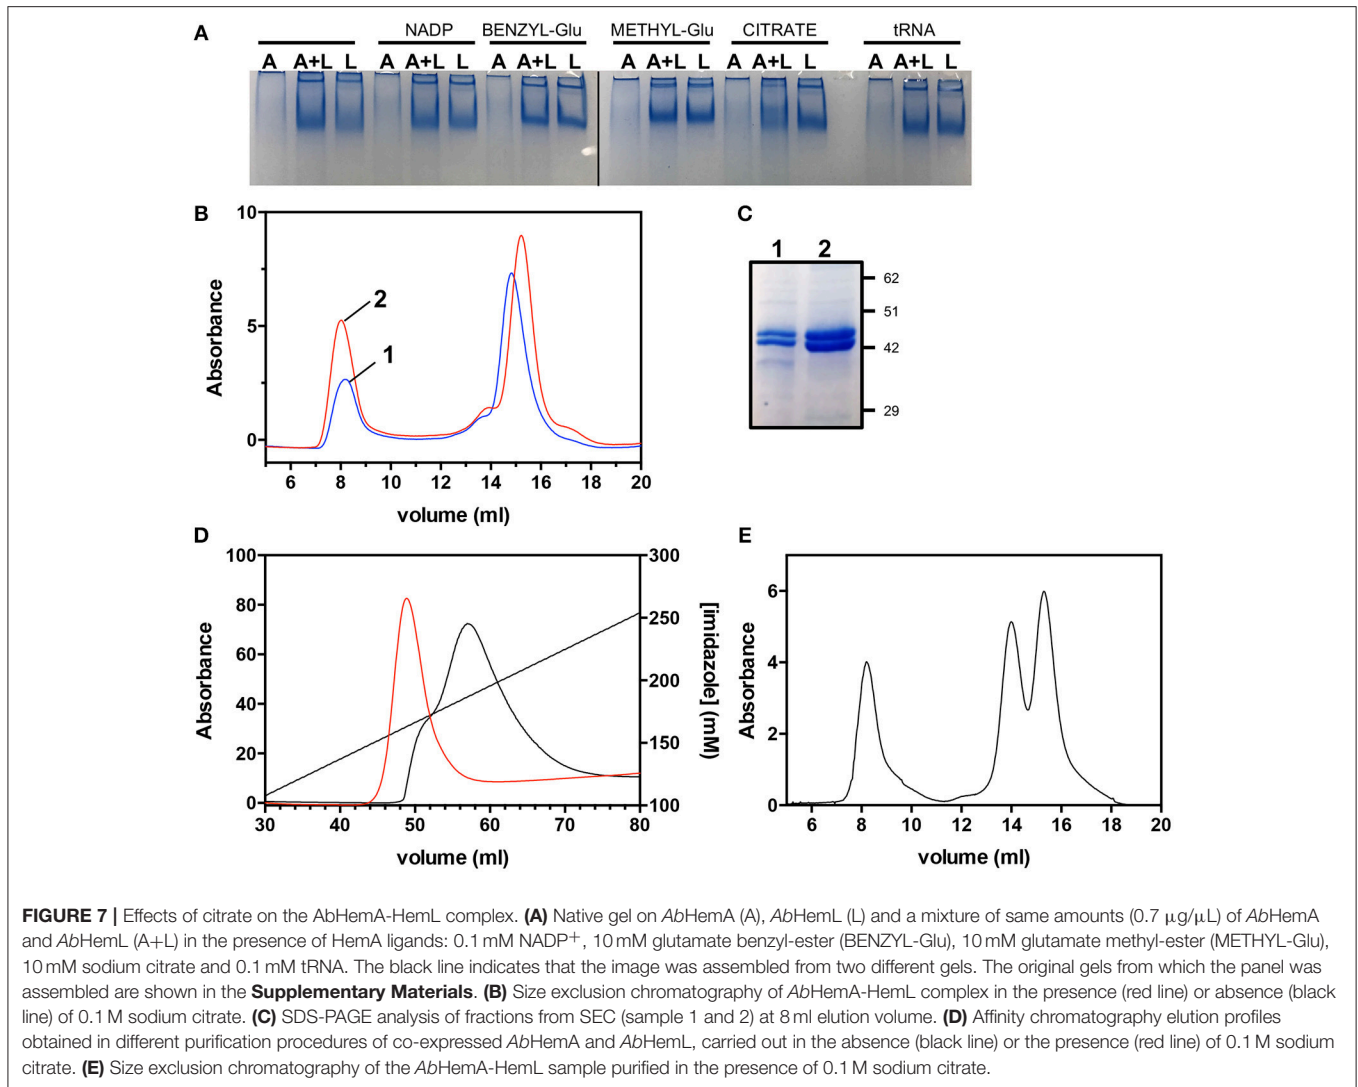 A
NADP BENZYL-Glu METHYL-Glu CITRATE tRNA
A A+L L A A+L L A A+L L A A+L L A A+L L A A+L L
B
10
5
0
Absorbance
2
1
6 8 10 12 14 16 18 20
volume (ml)
C
1 2
62
51
42
29
D
100
80
60
40
20
0
Absorbance
300
250
200
150
100
[imidazole] (mM)
30 40 50 60 70 80
volume (ml)
E
6
4
2
0
Absorbance
6 8 10 12 14 16 18 20
volume (ml)
FIGURE 7 | Effects of citrate on the AbHemA-HemL complex. (A) Native gel on AbHemA (A), AbHemL (L) and a mixture of same amounts (0.7 μg/μL) of AbHemA
and AbHemL (A+L) in the presence of HemA ligands: 0.1 mM NADP+, 10 mM glutamate benzyl-ester (BENZYL-Glu), 10 mM glutamate methyl-ester (METHYL-Glu),
10 mM sodium citrate and 0.1 mM tRNA. The black line indicates that the image was assembled from two different gels. The original gels from which the panel was
assembled are shown in the Supplementary Materials. (B) Size exclusion chromatography of AbHemA-HemL complex in the presence (red line) or absence (black
line) of 0.1 M sodium citrate. (C) SDS-PAGE analysis of fractions from SEC (sample 1 and 2) at 8 ml elution volume. (D) Affinity chromatography elution profiles
obtained in different purification procedures of co-expressed AbHemA and AbHemL, carried out in the absence (black line) or the presence (red line) of 0.1 M sodium
citrate. (E) Size exclusion chromatography of the AbHemA-HemL sample purified in the presence of 0.1 M sodium citrate.